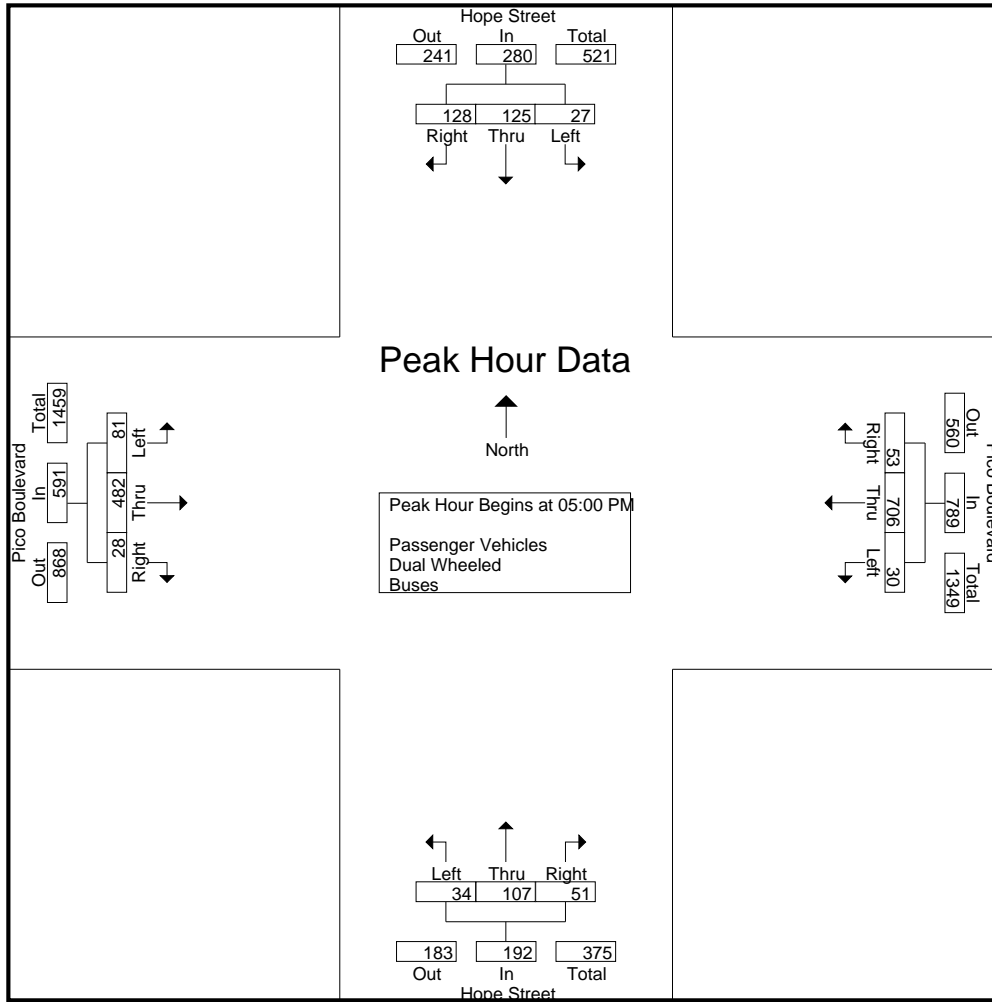 Hope Street
Out In Total
241 280 521
128 125 27
Right Thru Left
Peak Hour Data
North
Peak Hour Begins at 05:00 PM
Passenger Vehicles
Dual Wheeled
Buses
Pico Boulevard
Total In Out
1459 591 868
81 482 28
Left Thru Right
Right Thru Left
53 706 30
560 789 1349
Out In Total
Pico Boulevard
Left Thru Right
34 107 51
183 192 375
Out In Total
Hope Street